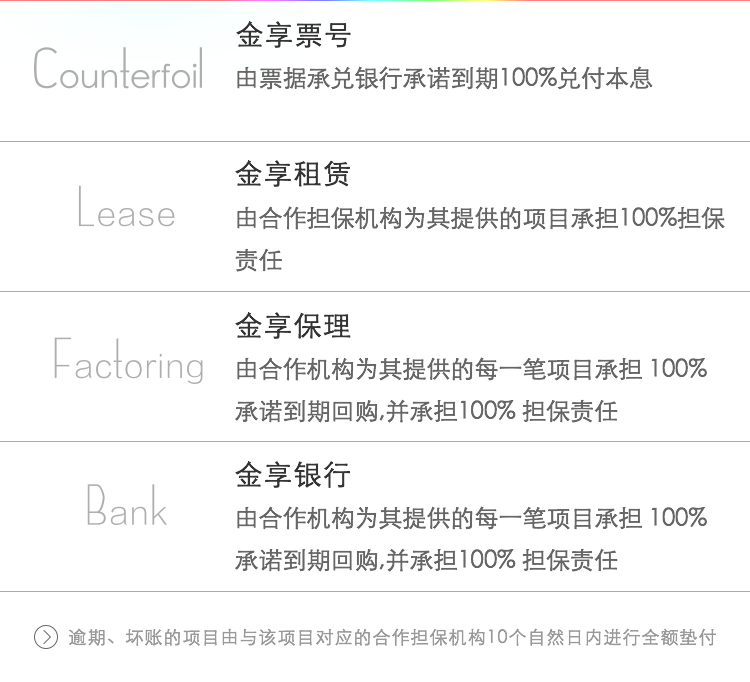 金享票号
Counterfoil
由票据承兑银行承诺到期100%兑付本息
金享租赁
Lease
由合作担保机构为其提供的项目承担100%担保
责任
金享保理
Factoring
由合作机构为其提供的每一笔项目承担 100%
承诺到期回购,并承担100% 担保责任
金享银行
Bank
由合作机构为其提供的每一笔项目承担 100%
承诺到期回购,并承担100% 担保责任
逾期、坏账的项目由与该项目对应的合作担保机构10个自然日内进行全额垫付